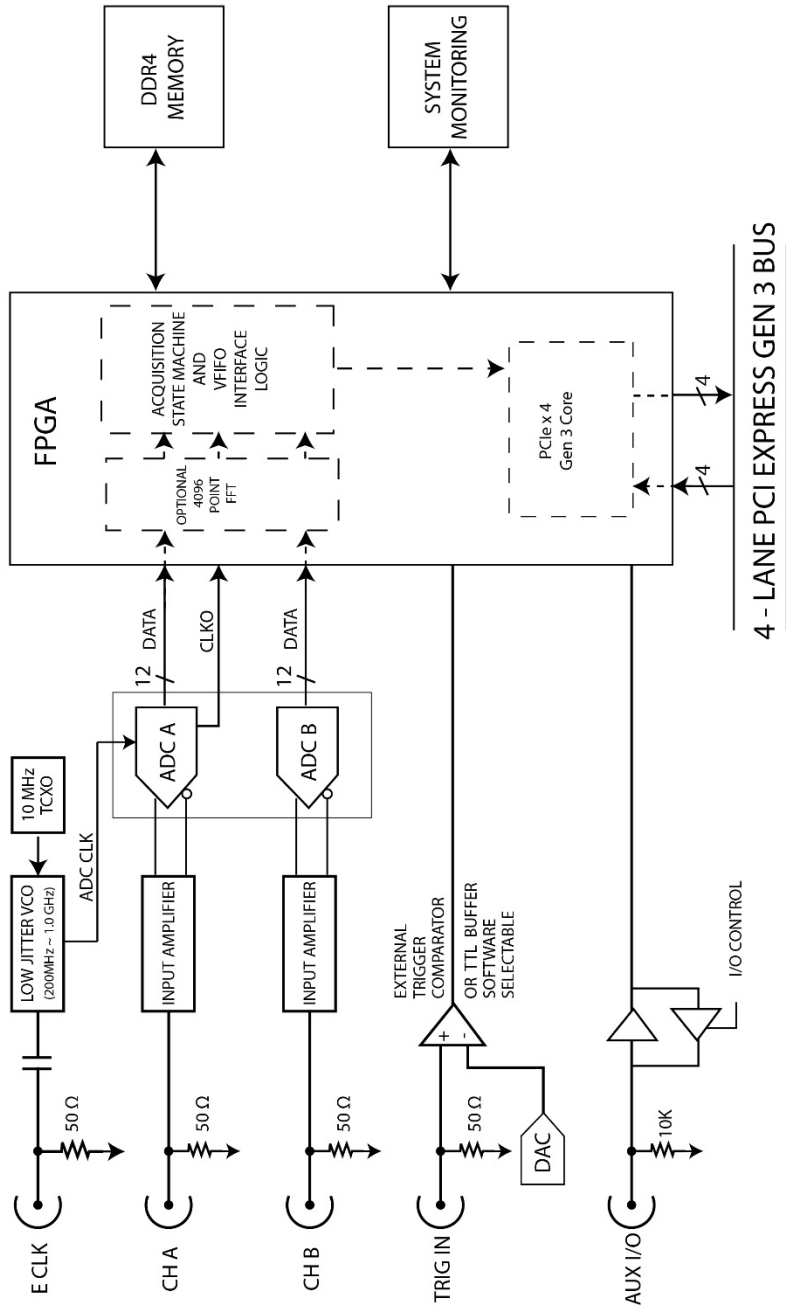 E CLK
50 Ω
LOW JITTER VCO
(200MHz ~ 1.0 GHz)
10 MHz
TCXO
ADC CLK
CH A
50 Ω
INPUT AMPLIFIER
ADC A
12
DATA
CLKO
CH B
50 Ω
INPUT AMPLIFIER
ADC B
12
DATA
TRIG IN
50 Ω
DAC
+
-
EXTERNAL
TRIGGER
COMPARATOR
OR TTL BUFFER
SOFTWARE
SELECTABLE
AUX I/O
10K
I/O CONTROL
FPGA
OPTIONAL
4096
POINT
FFT
ACQUISITION
STATE MACHINE
AND
VFIFO
INTERFACE
LOGIC
PCIe x 4
Gen 3 Core
DDR4
MEMORY
SYSTEM
MONITORING
4
4
4 - LANE PCI EXPRESS GEN 3 BUS